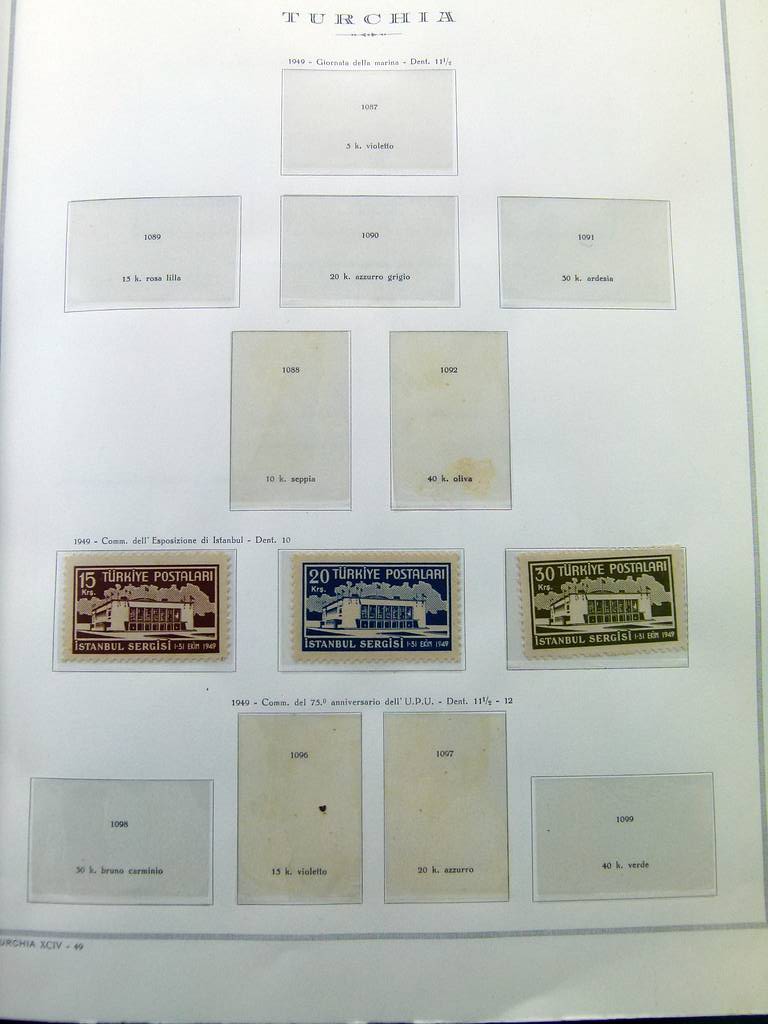 TURCHIA
1949 - Giornata della marina - Dent. 11½
1087
5 k. violetto
1089
15 k. rosa lilla
1090
20 k. azzurro grigio
1091
30 k. ardesia
1088
10 k. seppia
1092
40 k. oliva
1949 - Comm. dell'Esposizione di Istanbul - Dent. 10
15 TÜRKİYE POSTALARI
Krş.
İSTANBUL SERGİSİ 1-31 EKİM 1949
20 TÜRKİYE POSTALARI
Krş.
İSTANBUL SERGİSİ 1-31 EKİM 1949
30 TÜRKİYE POSTALARI
Krş.
İSTANBUL SERGİSİ 1-31 EKİM 1949
1949 - Comm. del 75.º anniversario dell'U.P.U. - Dent. 11½ - 12
1096
15 k. violetto
1097
20 k. azzurro
1098
30 k. bruno carminio
1099
40 k. verde
URCHIA XCIV - 49